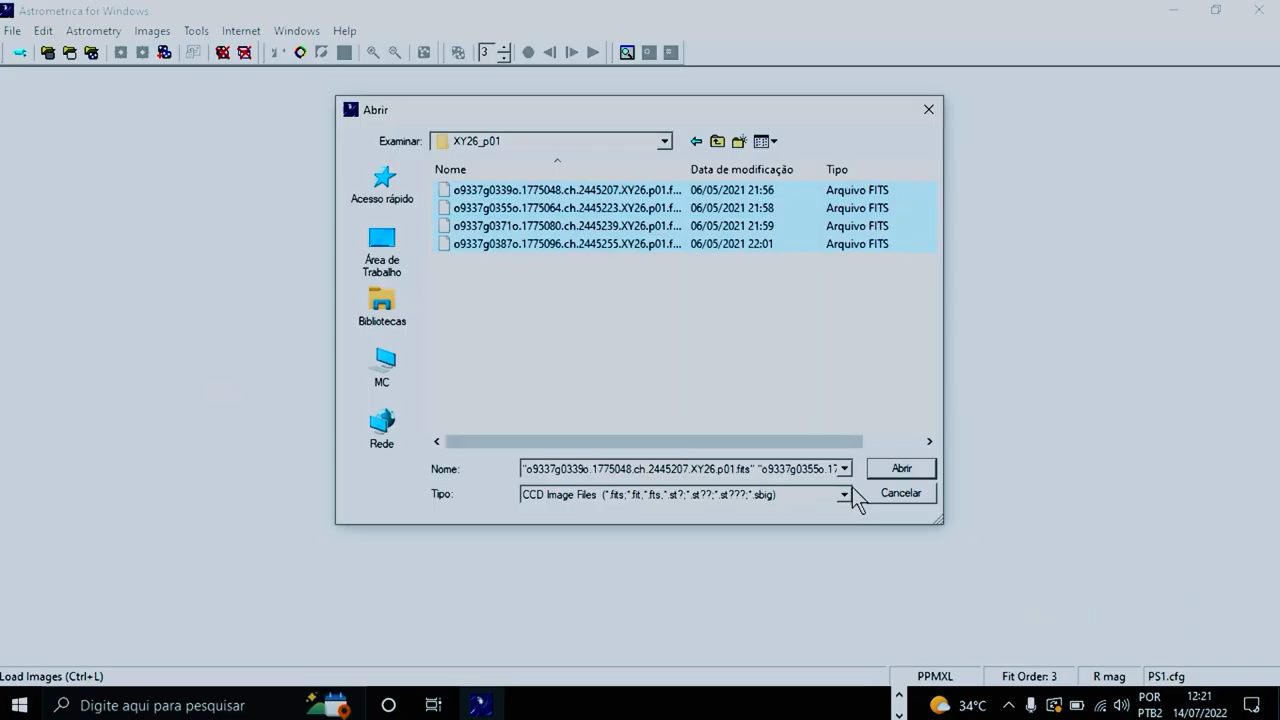 Astrometrica for Windows
File Edit Astrometry Images Tools Internet Windows Help
3
Abrir
Examinar: XY26_p01
Nome Data de modificação Tipo
o9337g0339o.1775048.ch.2445207.XY26.p01.f... 06/05/2021 21:56 Arquivo FITS
o9337g0355o.1775064.ch.2445223.XY26.p01.f... 06/05/2021 21:58 Arquivo FITS
o9337g0371o.1775080.ch.2445239.XY26.p01.f... 06/05/2021 21:59 Arquivo FITS
o9337g0387o.1775096.ch.2445255.XY26.p01.f... 06/05/2021 22:01 Arquivo FITS
Acesso rápido
Área de
Trabalho
Bibliotecas
MC
Rede
Nome: "o9337g0339o.1775048.ch.2445207.XY26.p01.fits" "o9337g0355o.17 Abrir
Tipo: CCD Image Files (*.fits;*.fit,*.fts,*.st?;*.st??;*.st???;*.sbig) Cancelar
Load Images (Ctrl+L) PPMXL Fit Order: 3 R mag PS1.cfg
Digite aqui para pesquisar 34°C POR 12:21
PTB2 14/07/2022